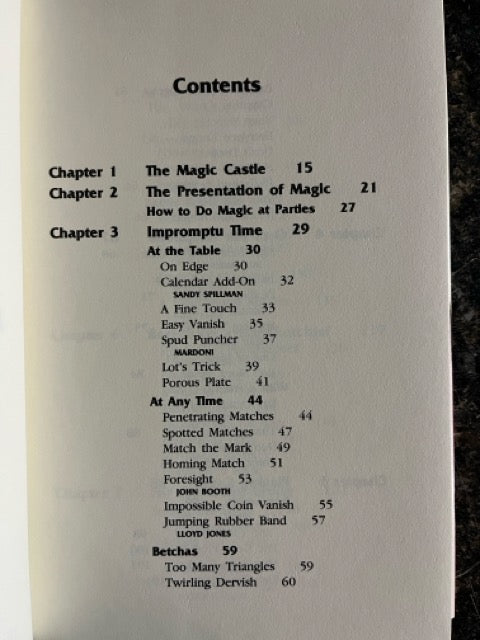 Contents
Chapter 1 The Magic Castle 15
Chapter 2 The Presentation of Magic 21
How to Do Magic at Parties 27
Chapter 3 Impromptu Time 29
At the Table 30
On Edge 30
Calendar Add-On 32
SANDY SPILLMAN
A Fine Touch 33
Easy Vanish 35
Spud Puncher 37
MARDONI
Lot's Trick 39
Porous Plate 41
At Any Time 44
Penetrating Matches 44
Spotted Matches 47
Match the Mark 49
Homing Match 51
Foresight 53
JOHN BOOTH
Impossible Coin Vanish 55
Jumping Rubber Band 57
LLOYD JONES
Betchas 59
Too Many Triangles 59
Twirling Dervish 60